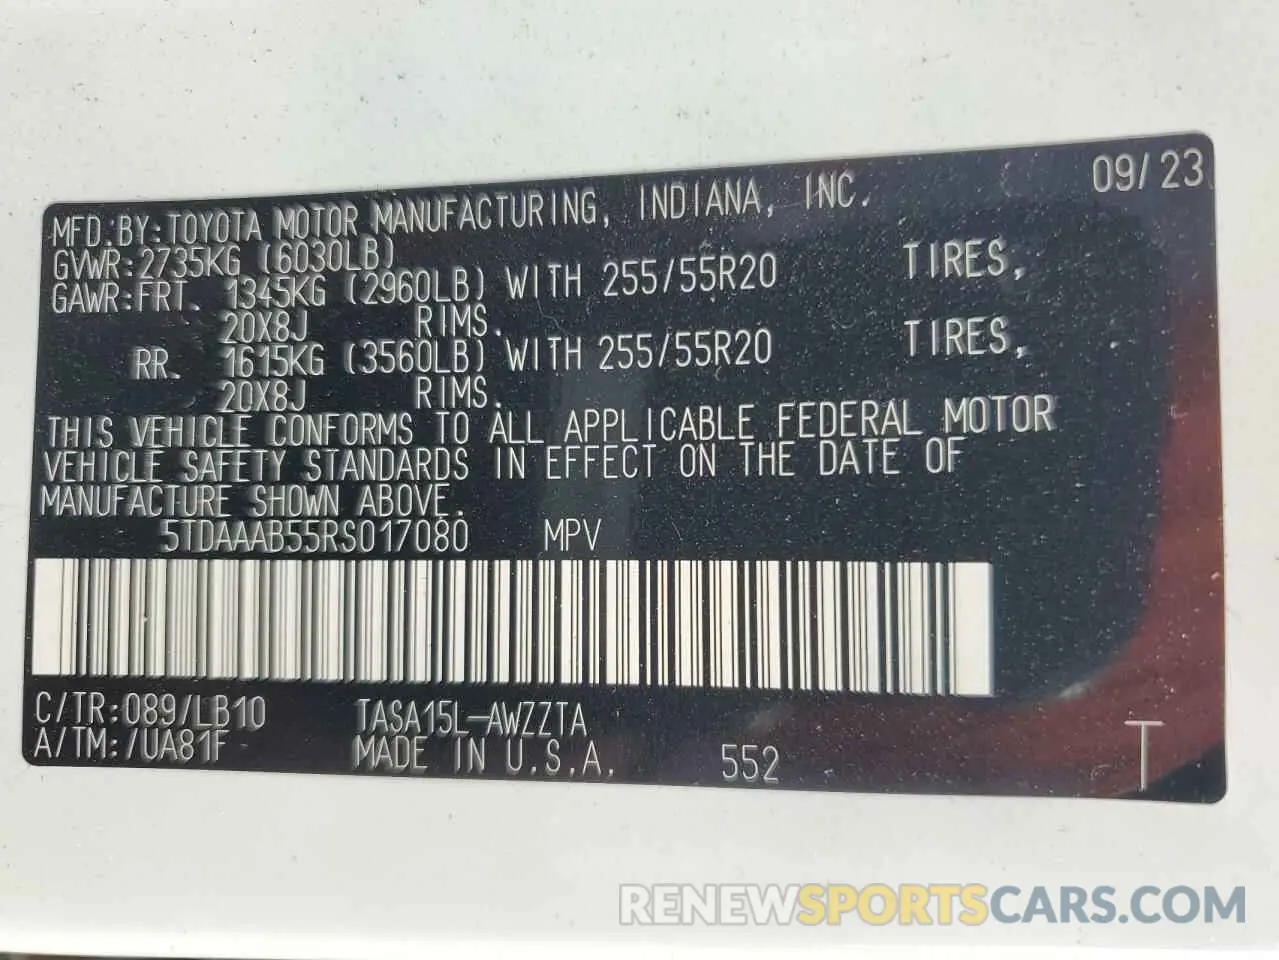 09/23
MFD.BY:TOYOTA MOTOR MANUFACTURING, INDIANA, INC.
GVWR:2735KG (6030LB)
GAWR:FRT. 1345KG (2960LB) WITH 255/55R20 TIRES,
20X8J RIMS.
RR. 1615KG (3560LB) WITH 255/55R20 TIRES,
20X8J RIMS.
THIS VEHICLE CONFORMS TO ALL APPLICABLE FEDERAL MOTOR
VEHICLE SAFETY STANDARDS IN EFFECT ON THE DATE OF
MANUFACTURE SHOWN ABOVE.
5TDAAAB55RS017080 MPV
C/TR:089/LB10 TASA15L-AWZZTA
A/TM:/UA81F MADE IN U.S.A. 552 T
RENEWSPORTSCARS.COM